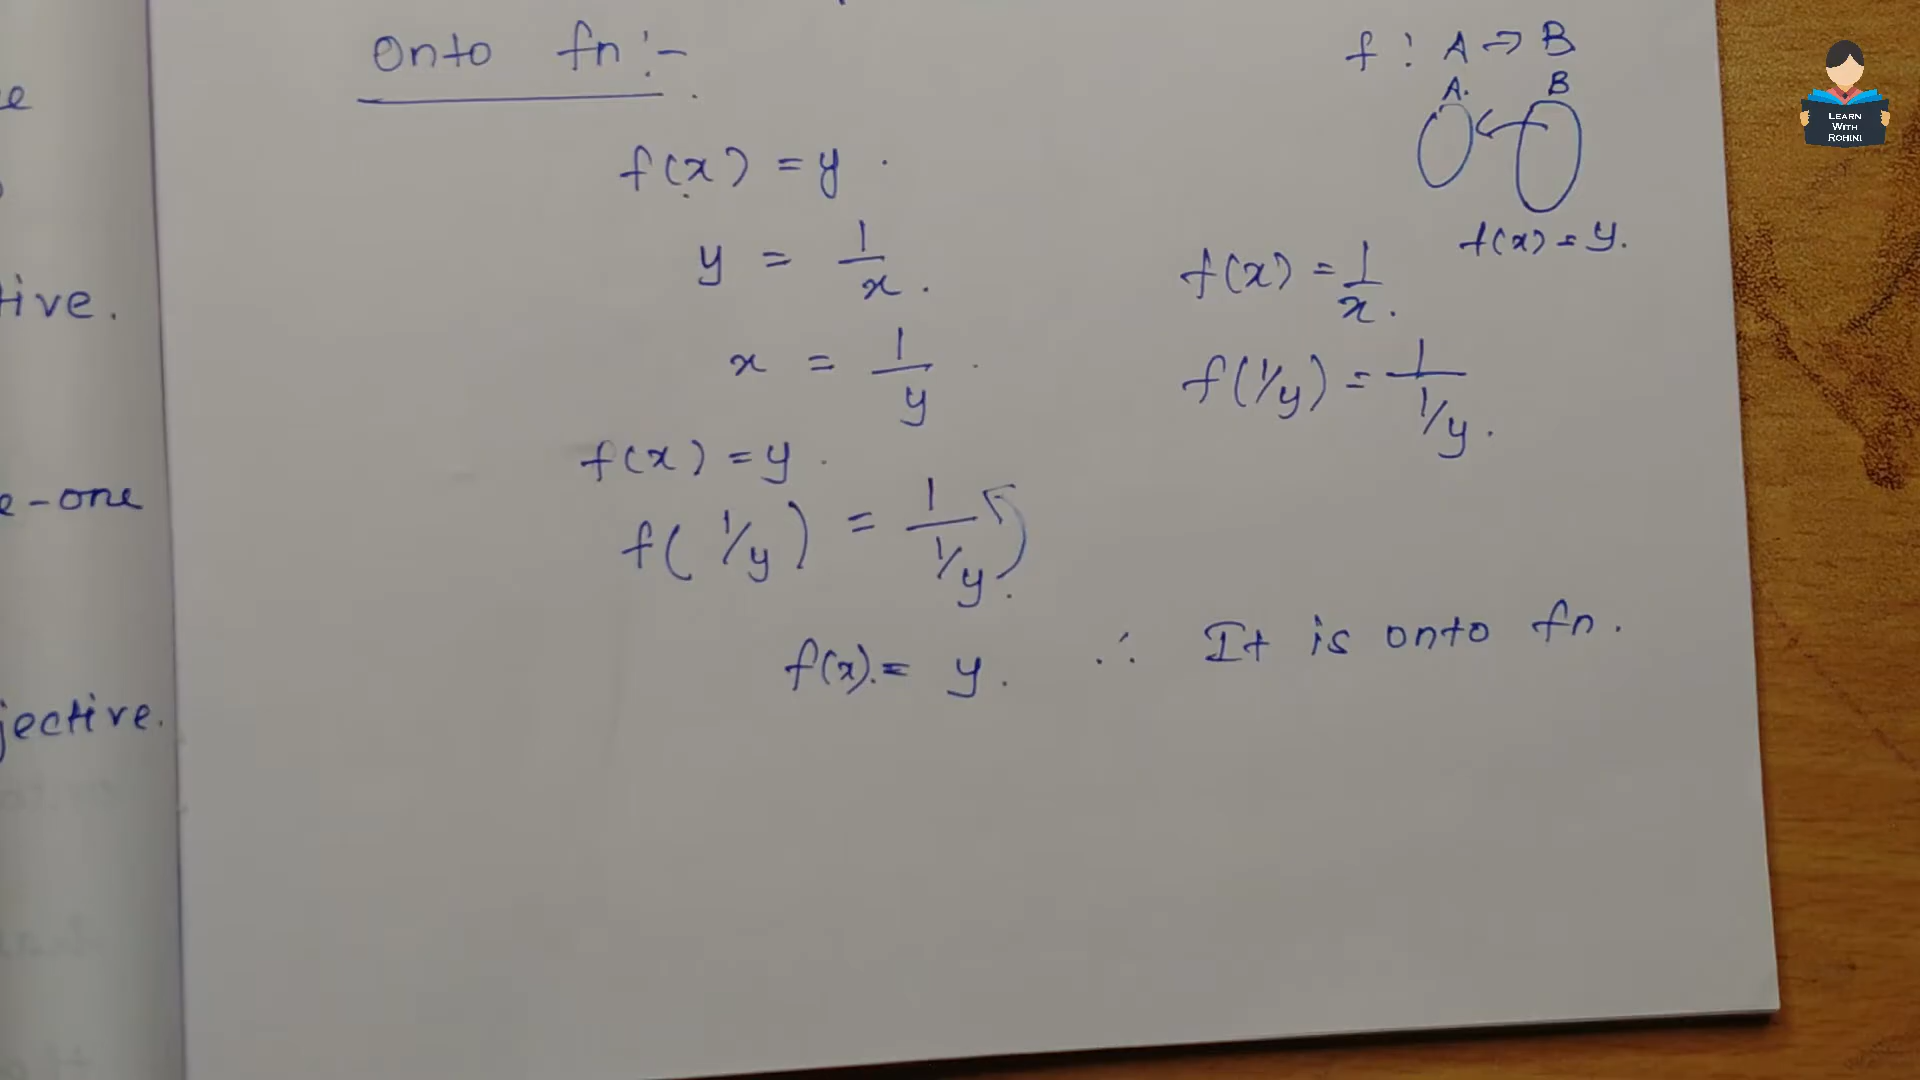 Onto fn :-
f(x) = y .
y = 1/x .
x = 1/y .
f(x) = y .
f( 1/y ) = 1/(1/y) .
f(x). = y .
∴ It is onto fn .
f : A → B
A. B
f(x) = y .
f(x) = 1/x .
f(1/y) = 1/(1/y) .
tive .
e-one
jective .
LEARN
WITH
ROHINI